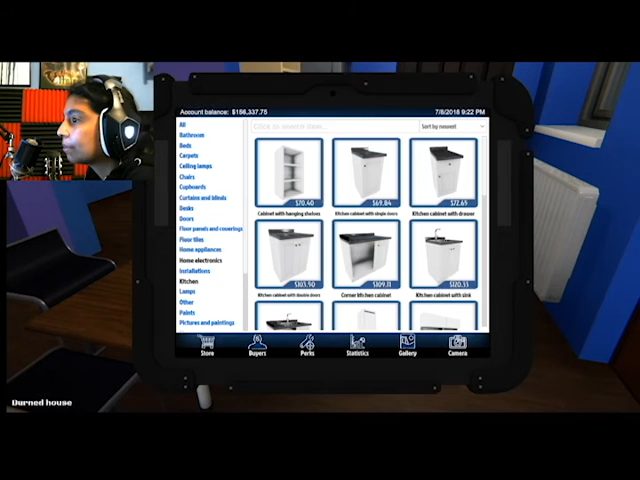 Account balance: $156,337.75
7/8/2018 9:22 PM
All
Bathroom
Beds
Carpets
Ceiling lamps
Chairs
Cupboards
Curtains and blinds
Desks
Doors
Floor panels and coverings
Floor tiles
Home appliances
Home electronics
Installations
Kitchen
Lamps
Other
Paints
Pictures and paintings
Click to search item...
Sort by newest
$70.40
$69.84
$72.65
Cabinet with hanging shelves
Kitchen cabinet with single doors
Kitchen cabinet with drawer
$103.90
$109.11
$120.33
Kitchen cabinet with double doors
Corner kitchen cabinet
Kitchen cabinet with sink
Store
Buyers
Perks
Statistics
Gallery
Camera
Burned house